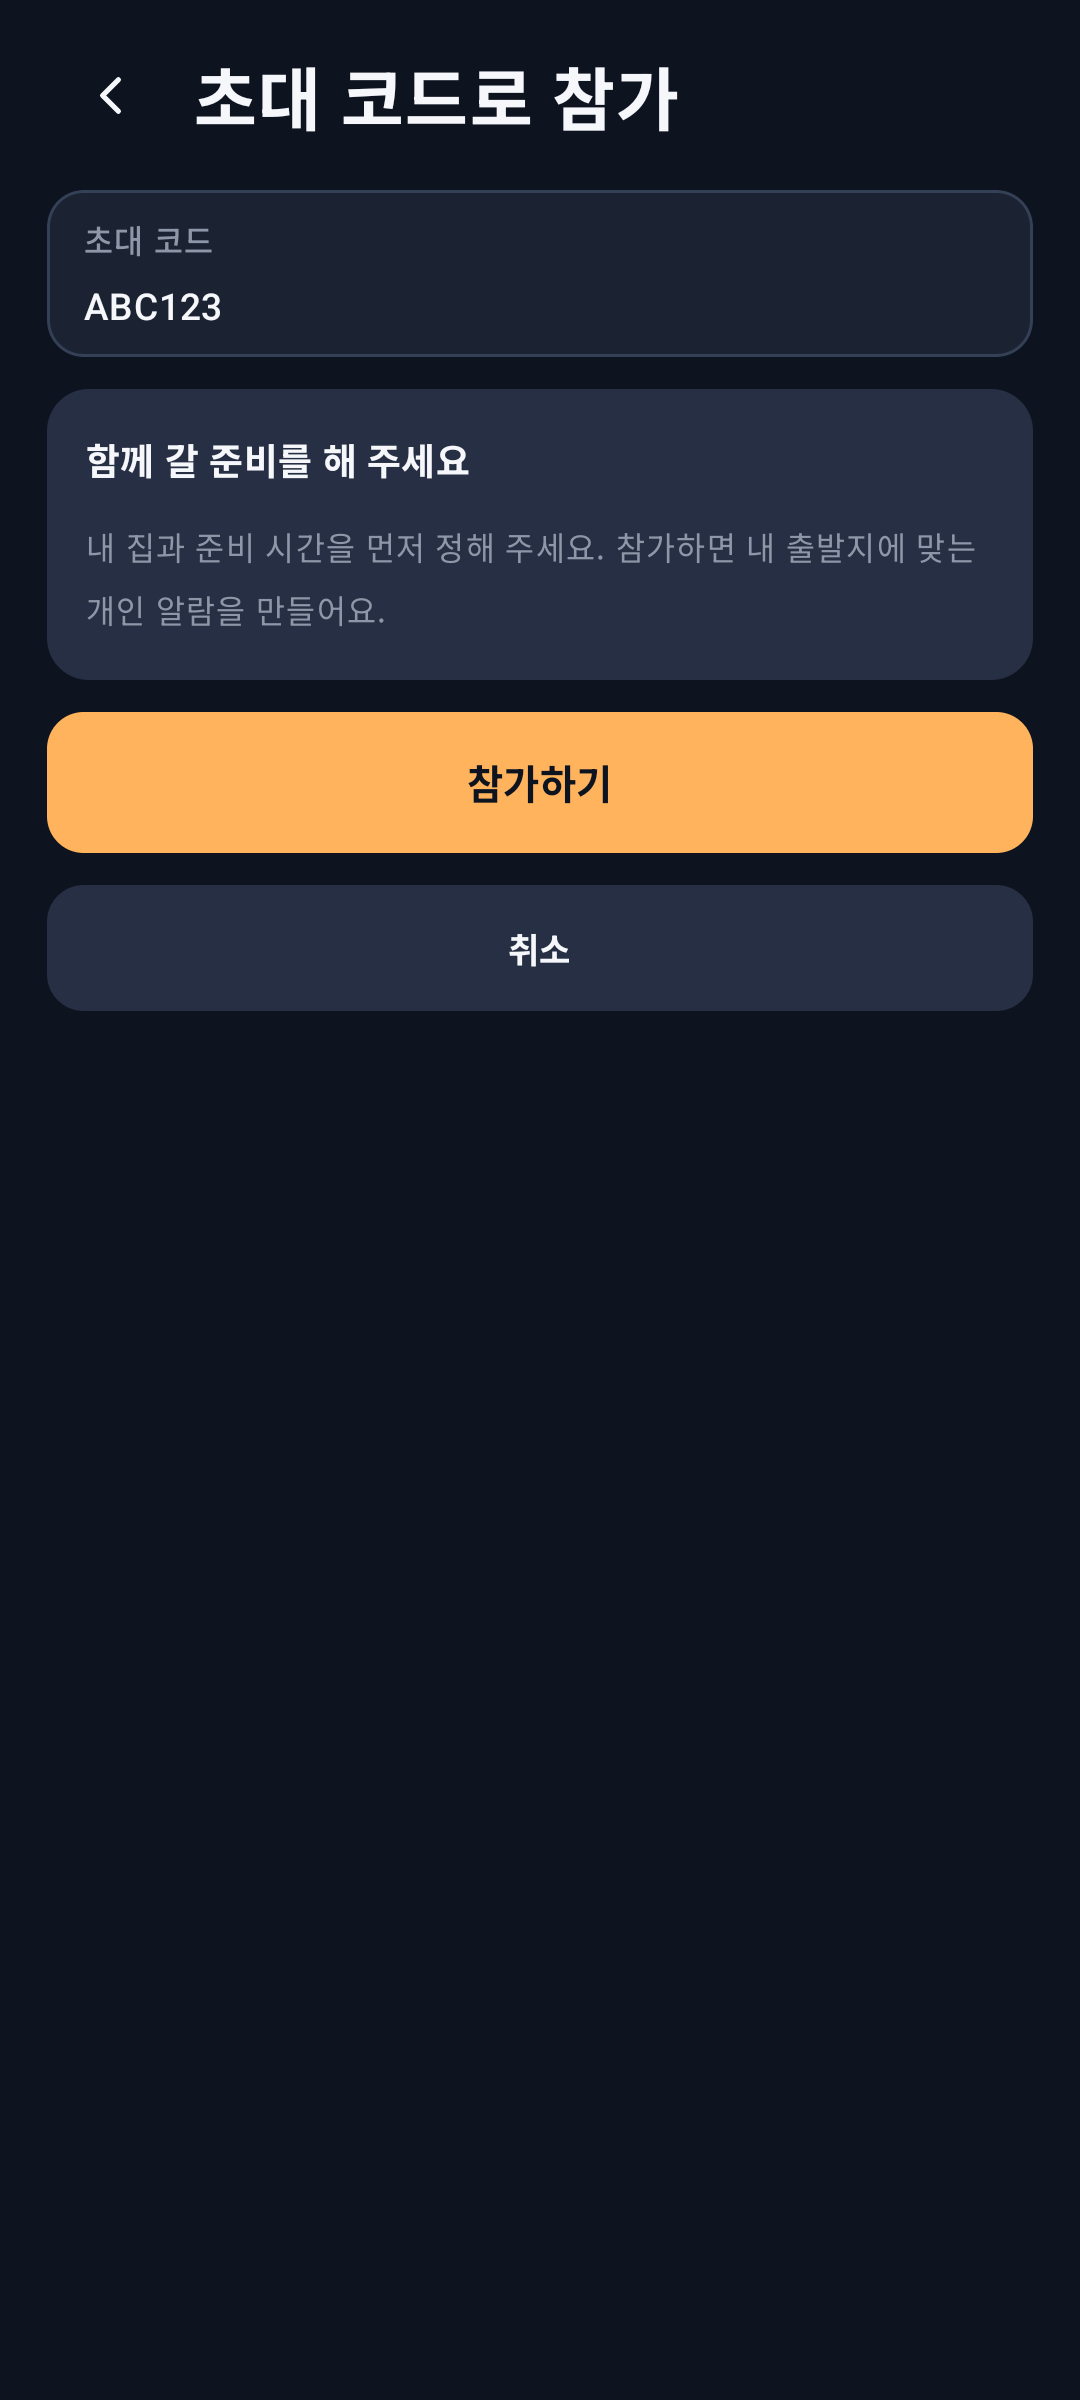 초대 코드로 참가
초대 코드
ABC123
함께 갈 준비를 해 주세요
내 집과 준비 시간을 먼저 정해 주세요. 참가하면 내 출발지에 맞는
개인 알람을 만들어요.
참가하기
취소